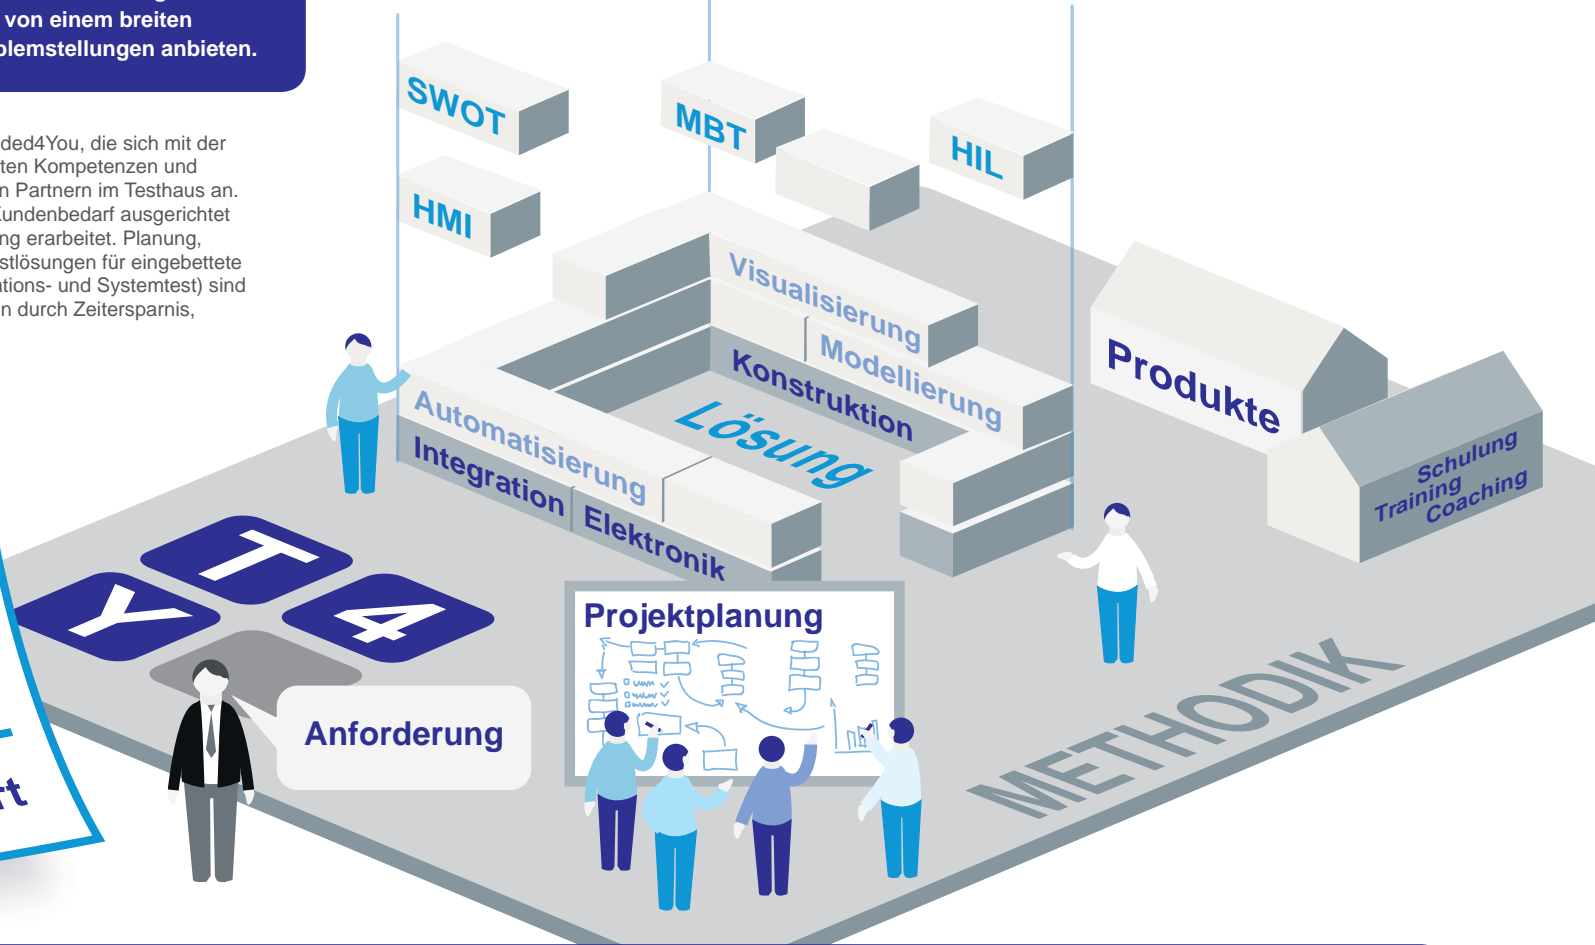 von einem breiten
blemstellungen anbieten.
ded4You, die sich mit der
ten Kompetenzen und
n Partnern im Testhaus an.
Kundenbedarf ausgerichtet
ng erarbeitet. Planung,
stlösungen für eingebettete
ations- und Systemtest) sind
n durch Zeitersparnis,
SWOT
MBT
HIL
HMI
Visualisierung
Modellierung
Konstruktion
Lösung
Automatisierung
Integration
Elektronik
Produkte
Schulung
Training
Coaching
T
Y
4
Projektplanung
Anforderung
METHODIK
rt